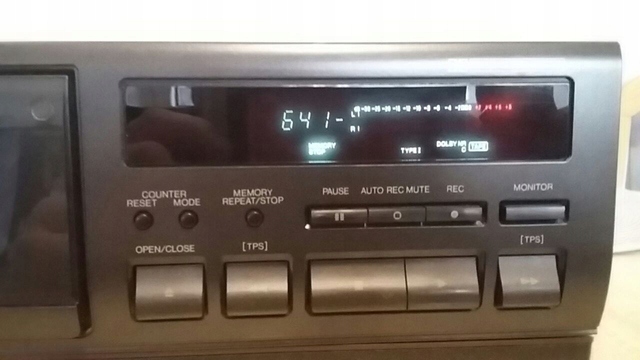 641-
L
R
MEMORY
STOP
TYPE I
DOLBY NR
C
TAPE
COUNTER
RESET MODE
MEMORY
REPEAT/STOP
PAUSE AUTO REC MUTE REC
MONITOR
OPEN/CLOSE
[TPS]
[TPS]